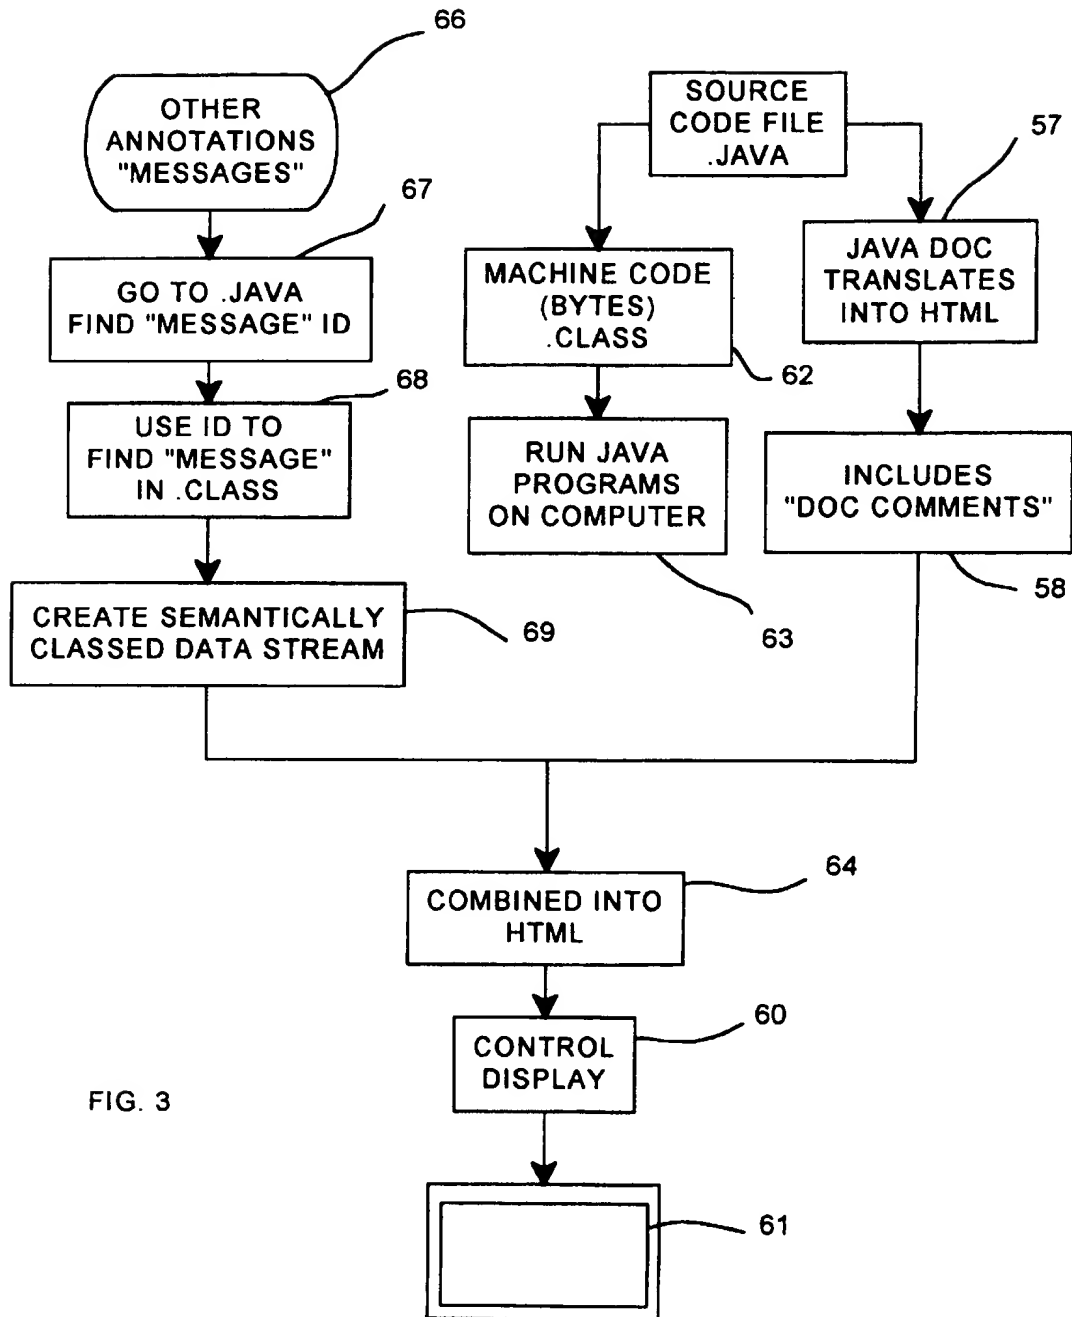 66
OTHER
ANNOTATIONS
"MESSAGES"
67
GO TO .JAVA
FIND "MESSAGE" ID
68
USE ID TO
FIND "MESSAGE"
IN .CLASS
CREATE SEMANTICALLY
CLASSED DATA STREAM
69
SOURCE
CODE FILE
.JAVA
57
MACHINE CODE
(BYTES)
.CLASS
62
RUN JAVA
PROGRAMS
ON COMPUTER
63
JAVA DOC
TRANSLATES
INTO HTML
INCLUDES
"DOC COMMENTS"
58
64
COMBINED INTO
HTML
60
CONTROL
DISPLAY
FIG. 3
61